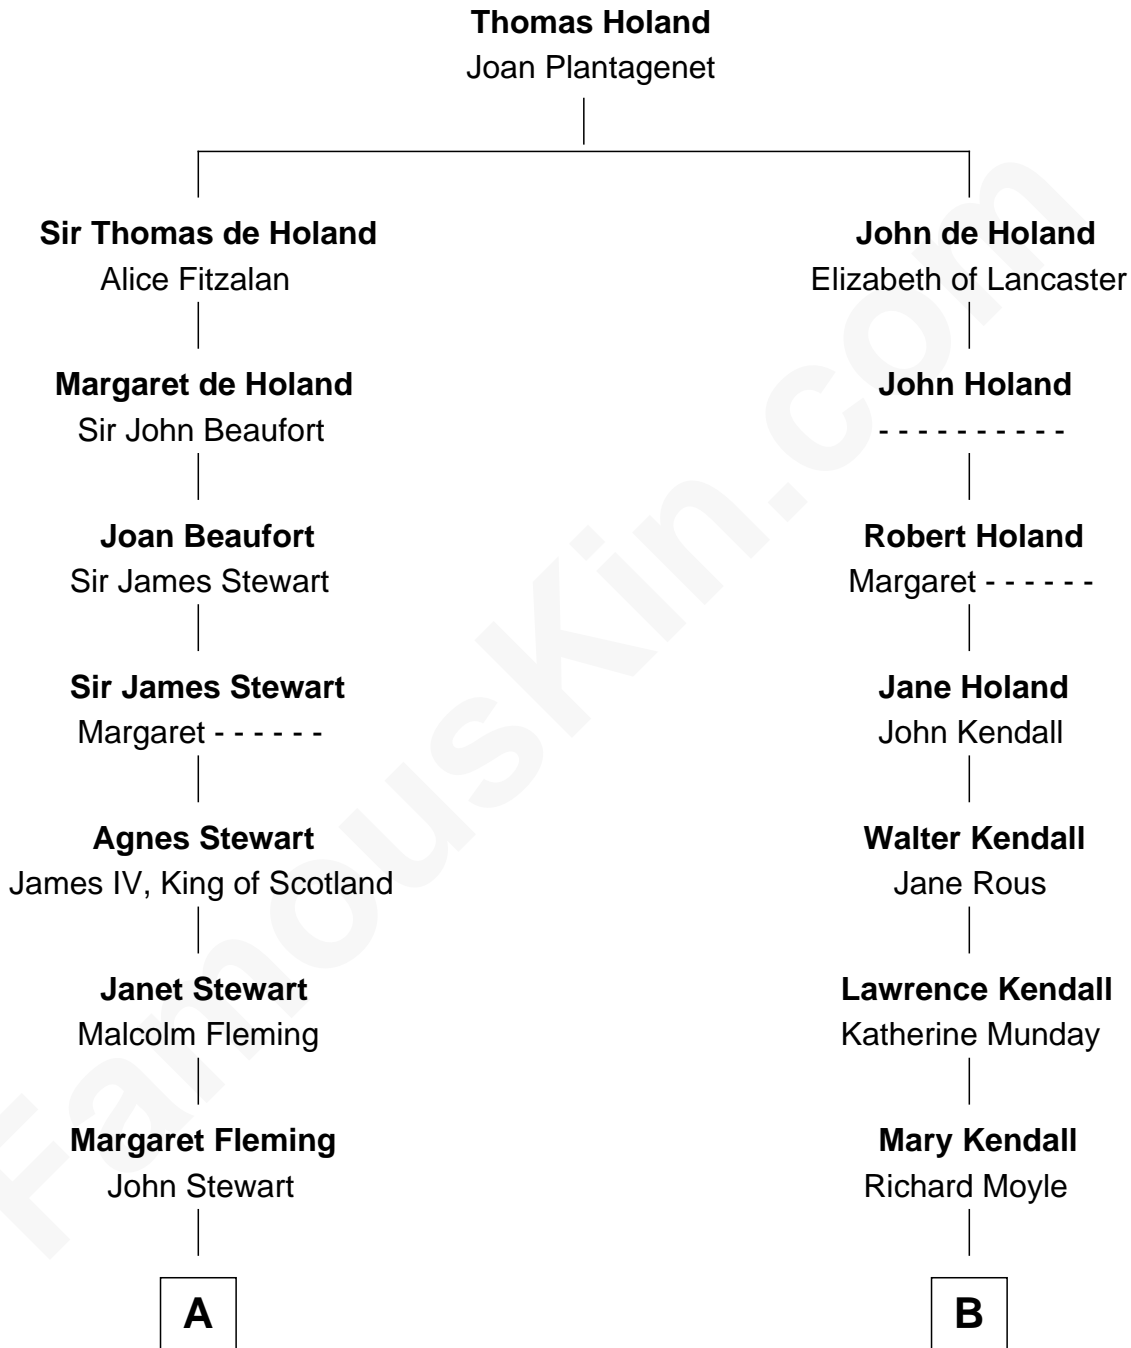 Thomas Holand
Joan Plantagenet
Sir Thomas de Holand
Alice Fitzalan
John de Holand
Elizabeth of Lancaster
Margaret de Holand
Sir John Beaufort
John Holand
- - - - - - - - - -
Joan Beaufort
Sir James Stewart
Robert Holand
Margaret - - - - - -
Sir James Stewart
Margaret - - - - - -
Jane Holand
John Kendall
Agnes Stewart
James IV, King of Scotland
Walter Kendall
Jane Rous
Janet Stewart
Malcolm Fleming
Lawrence Kendall
Katherine Munday
Margaret Fleming
John Stewart
Mary Kendall
Richard Moyle
A
B
FamousKin.com